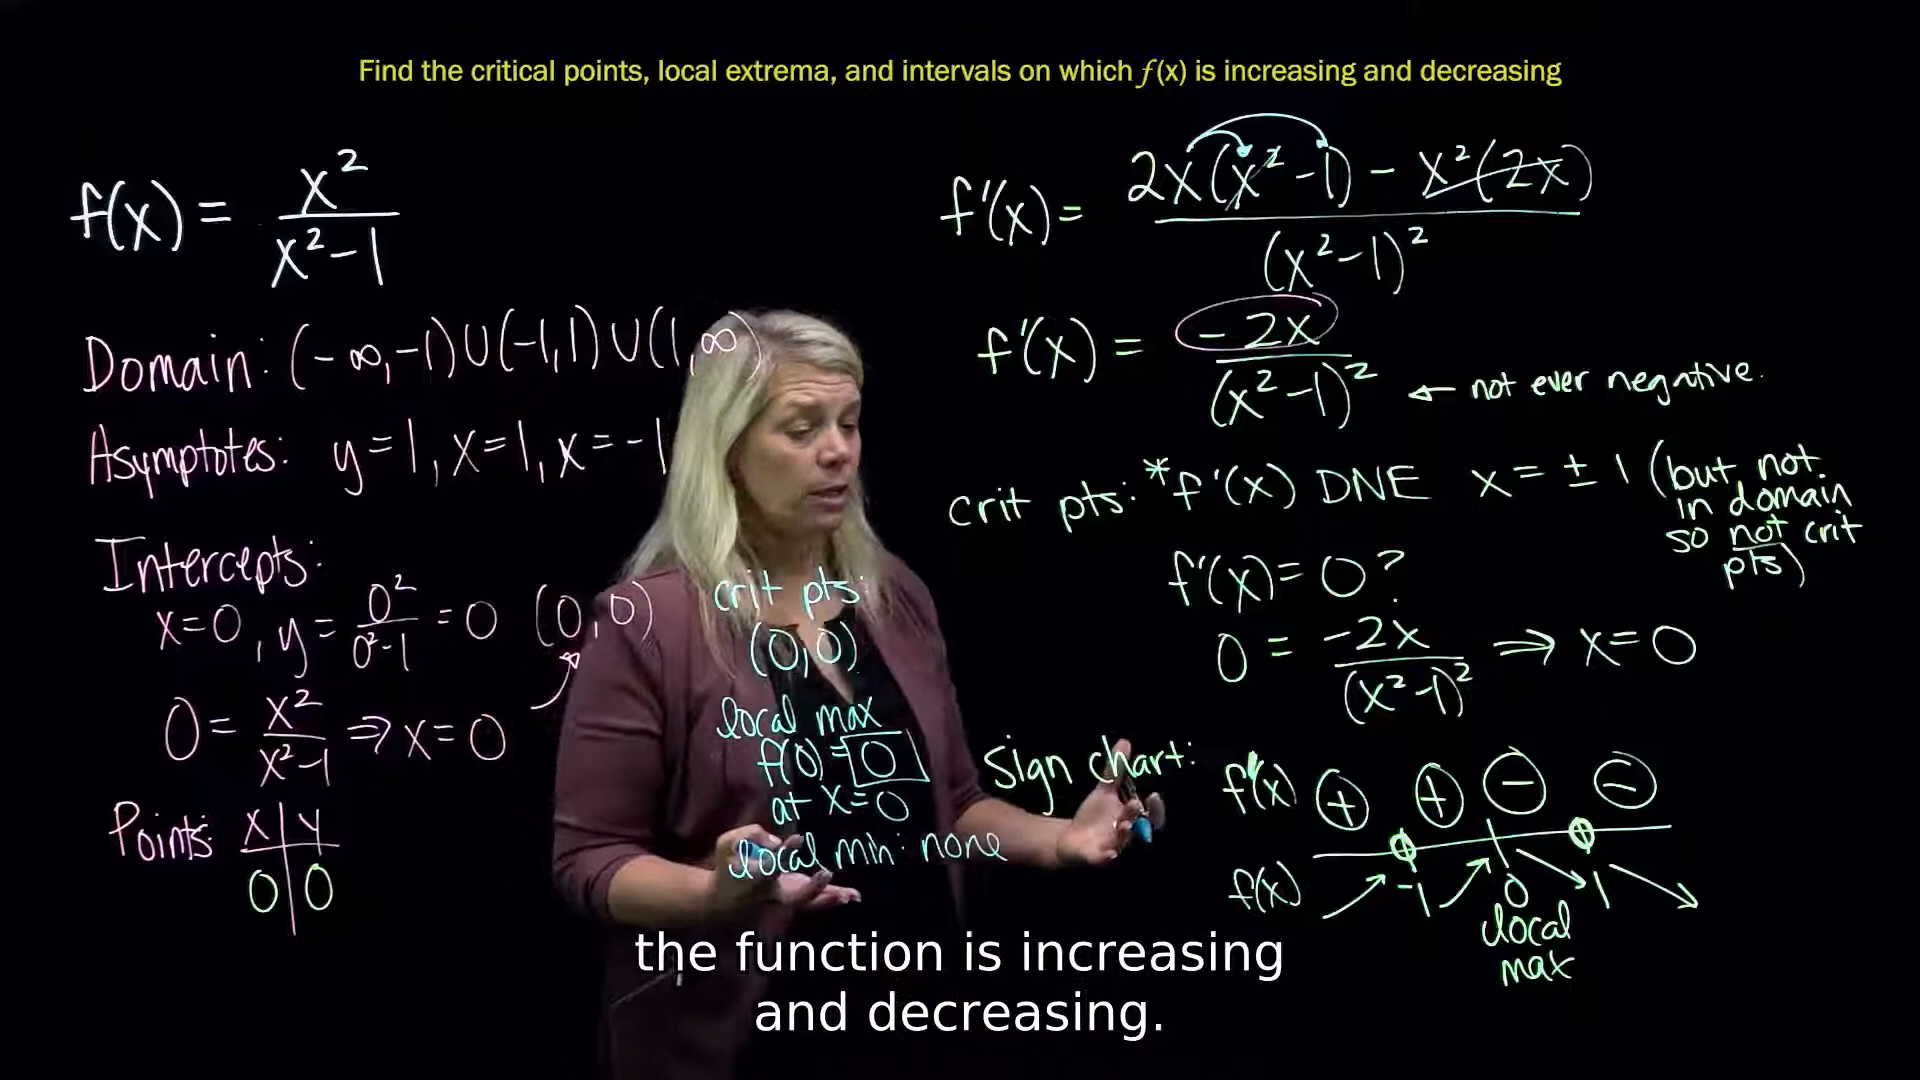 Find the critical points, local extrema, and intervals on which f(x) is increasing and decreasing
f(x) = x² / x²-1
Domain: (-∞,-1)∪(-1,1)∪(1,∞)
Asymptotes: y=1, x=1, x=-1
Intercepts:
x=0, y= 0²/0²-1 =0 (0,0)
0= x²/x²-1 ⇒ x=0
Points: x | y
0 | 0
crit pts:
(0,0)
local max
f(0)=0
at x=0
local min: none
f'(x)= 2x(x²-1) - x²(2x) / (x²-1)²
f'(x) = -2x / (x²-1)² ← not ever negative.
crit pts: *f'(x) DNE x = ±1 (but not
in domain
so not crit
pts)
f'(x)=0?
0 = -2x / (x²-1)² ⇒ x=0
Sign chart: f'(x) + + - -
f(x) -1 0 1
local
max
the function is increasing
and decreasing.